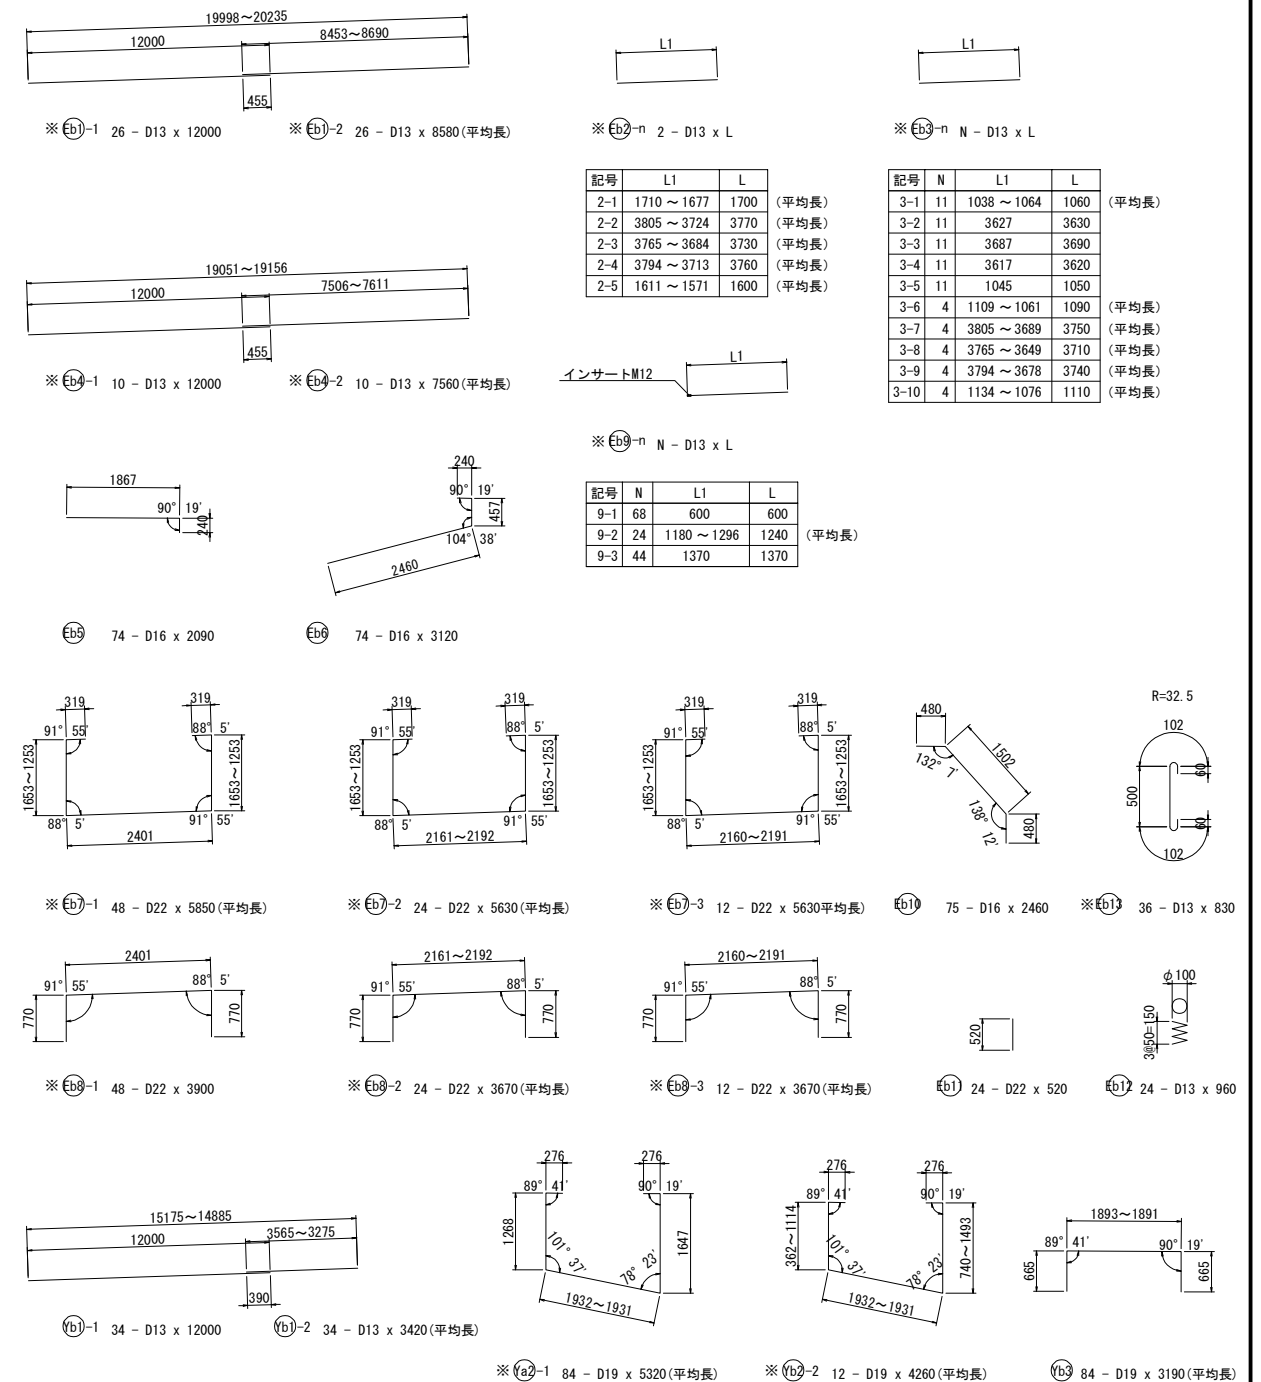 19998～20235
12000
8453～8690
455
※ Eb1-1 26 - D13 x 12000
※ Eb1-2 26 - D13 x 8580(平均長)
L1
※ Eb2-n 2 - D13 x L
L1
※ Eb3-n N - D13 x L
記号 L1 L
2-1 1710 ～ 1677 1700 (平均長)
2-2 3805 ～ 3724 3770 (平均長)
2-3 3765 ～ 3684 3730 (平均長)
2-4 3794 ～ 3713 3760 (平均長)
2-5 1611 ～ 1571 1600 (平均長)
記号 N L1 L
3-1 11 1038 ～ 1064 1060 (平均長)
3-2 11 3627 3630
3-3 11 3687 3690
3-4 11 3617 3620
3-5 11 1045 1050
3-6 4 1109 ～ 1061 1090 (平均長)
3-7 4 3805 ～ 3689 3750 (平均長)
3-8 4 3765 ～ 3649 3710 (平均長)
3-9 4 3794 ～ 3678 3740 (平均長)
3-10 4 1134 ～ 1076 1110 (平均長)
19051～19156
12000
7506～7611
455
※ Eb4-1 10 - D13 x 12000
※ Eb4-2 10 - D13 x 7560(平均長)
インサートM12
L1
※ Eb9-n N - D13 x L
記号 N L1 L
9-1 68 600 600
9-2 24 1180 ～ 1296 1240 (平均長)
9-3 44 1370 1370
1867
90° 19'
240
Eb5 74 - D16 x 2090
240
90° 19'
457
104° 38'
2460
Eb6 74 - D16 x 3120
319
319
91° 55'
88° 5'
1653～1253
1653～1253
88° 5'
91° 55'
2401
※ Eb7-1 48 - D22 x 5850(平均長)
319
319
91° 55'
88° 5'
1653～1253
1653～1253
88° 5'
91° 55'
2161～2192
※ Eb7-2 24 - D22 x 5630(平均長)
319
319
91° 55'
88° 5'
1653～1253
1653～1253
88° 5'
91° 55'
2160～2191
※ Eb7-3 12 - D22 x 5630平均長)
480
1502
132° 7'
138° 12'
480
Eb10 75 - D16 x 2460
R=32.5
102
60
500
60
102
※ Eb13 36 - D13 x 830
2401
91° 55'
88° 5'
770
770
※ Eb8-1 48 - D22 x 3900
2161～2192
91° 55'
88° 5'
770
770
※ Eb8-2 24 - D22 x 3670(平均長)
2160～2191
91° 55'
88° 5'
770
770
※ Eb8-3 12 - D22 x 3670(平均長)
520
Eb11 24 - D22 x 520
φ100
3@50=150
Eb12 24 - D13 x 960
15175～14885
12000
3565～3275
390
Yb1-1 34 - D13 x 12000
Yb1-2 34 - D13 x 3420(平均長)
276
276
89° 41'
90° 19'
1268
1647
101° 37'
78° 23'
1932～1931
※ Ya2-1 84 - D19 x 5320(平均長)
276
276
89° 41'
90° 19'
362～1114
740～1493
101° 37'
78° 23'
1932～1931
※ Yb2-2 12 - D19 x 4260(平均長)
1893～1891
89° 41'
90° 19'
665
665
Yb3 84 - D19 x 3190(平均長)